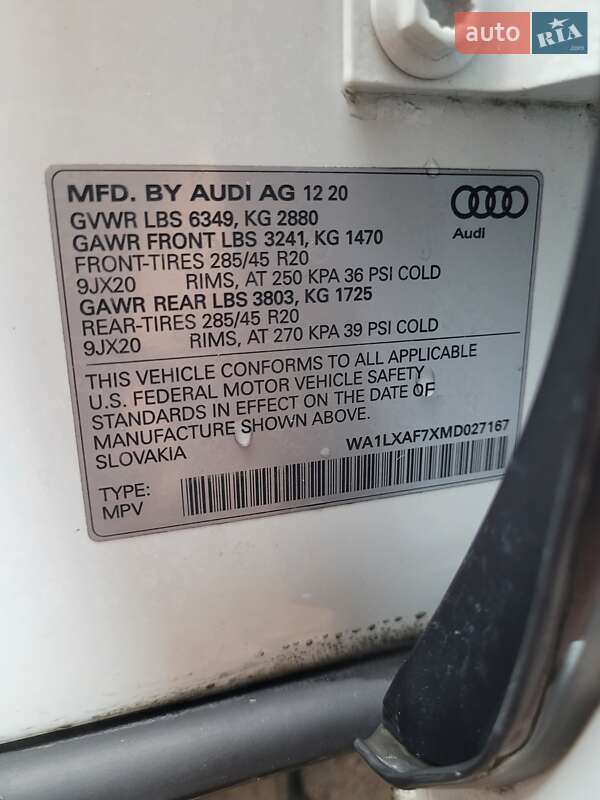 auto RIA .com
MFD. BY AUDI AG 12 20
GVWR LBS 6349, KG 2880
GAWR FRONT LBS 3241, KG 1470
FRONT-TIRES 285/45 R20
9JX20 RIMS, AT 250 KPA 36 PSI COLD
GAWR REAR LBS 3803, KG 1725
REAR-TIRES 285/45 R20
9JX20 RIMS, AT 270 KPA 39 PSI COLD
Audi
THIS VEHICLE CONFORMS TO ALL APPLICABLE
U.S. FEDERAL MOTOR VEHICLE SAFETY
STANDARDS IN EFFECT ON THE DATE OF
MANUFACTURE SHOWN ABOVE.
SLOVAKIA WA1LXAF7XMD027167
TYPE:
MPV